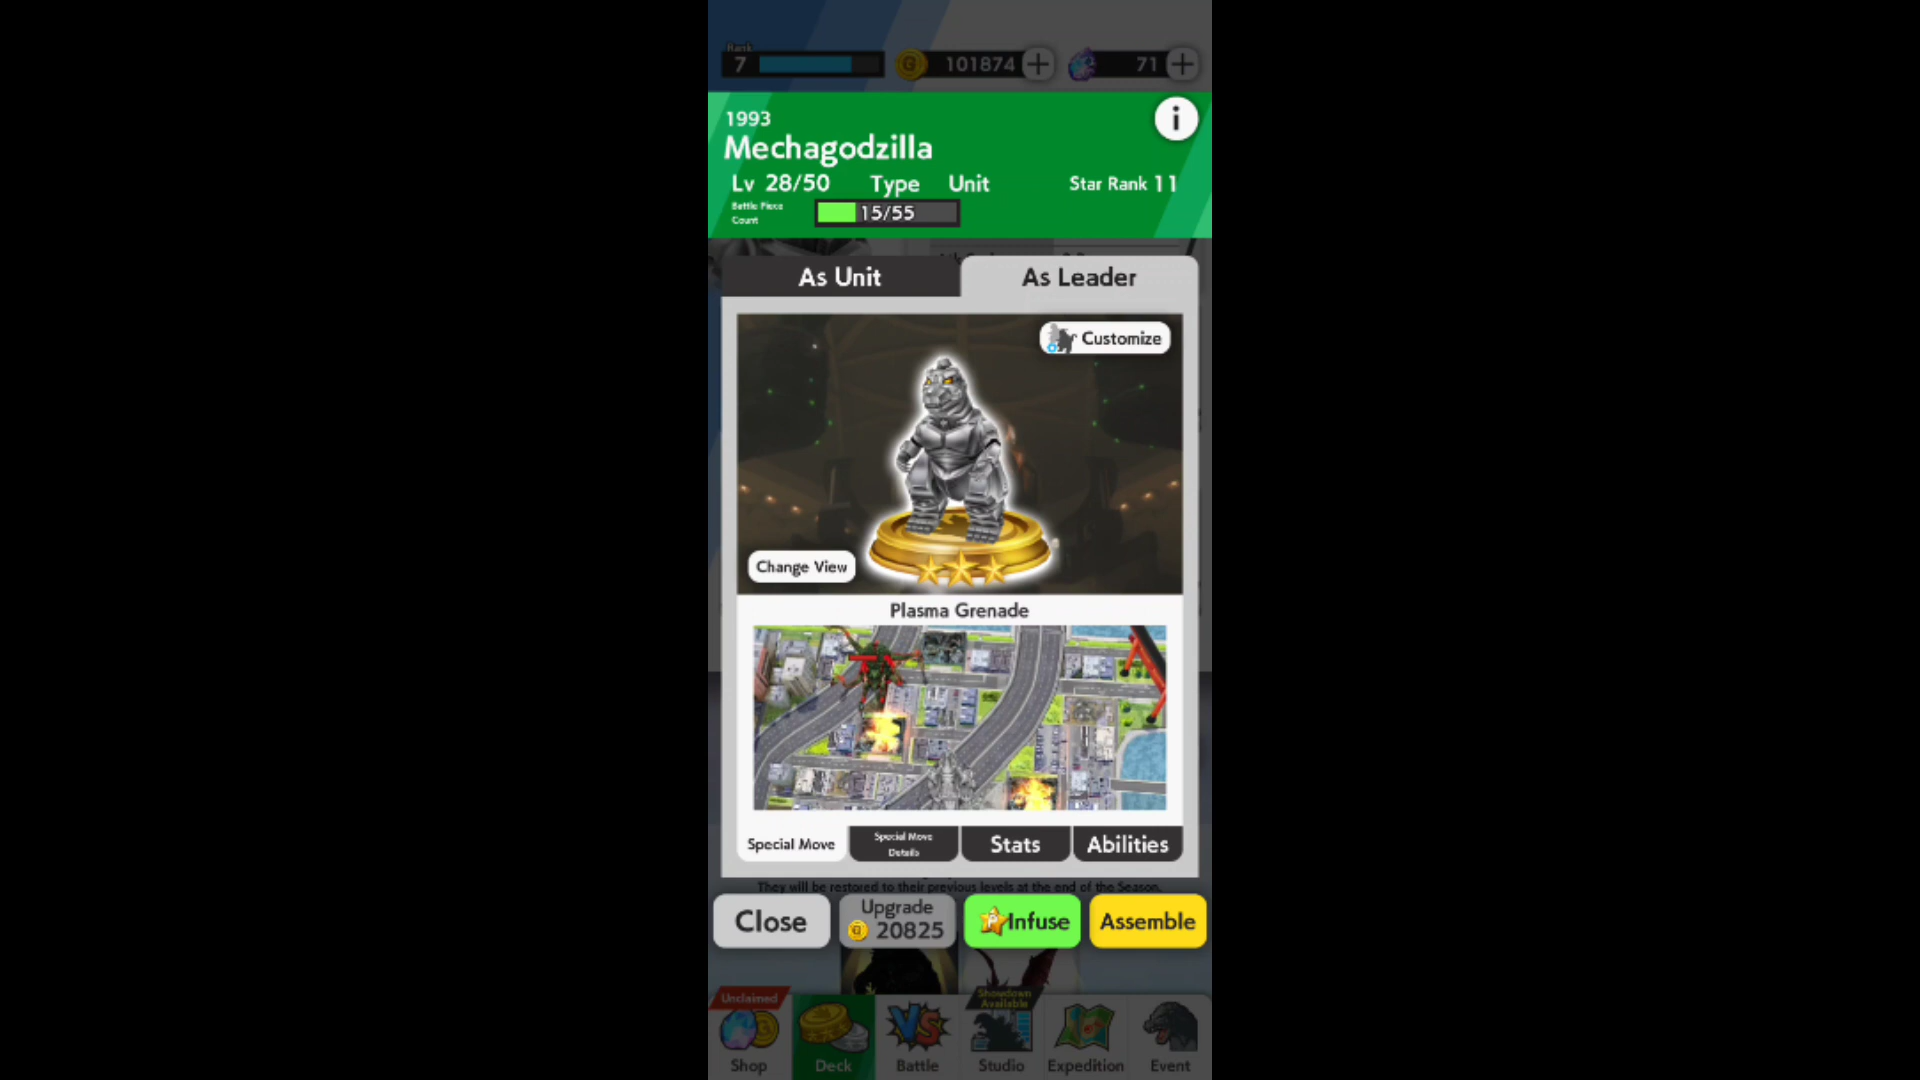 Rank
7
G 101874
71
1993
Mechagodzilla
i
Lv 28/50 Type Unit Star Rank 11
Battle Piece
Count
15/55
As Unit
As Leader
Customize
Change View
Plasma Grenade
Special Move
Special Move
Details
Stats
Abilities
They will be restored to their previous levels at the end of the Season.
Close
Upgrade
G 20825
Infuse
Assemble
Unclaimed
Showdown
Available
VS
Shop
Deck
Battle
Studio
Expedition
Event